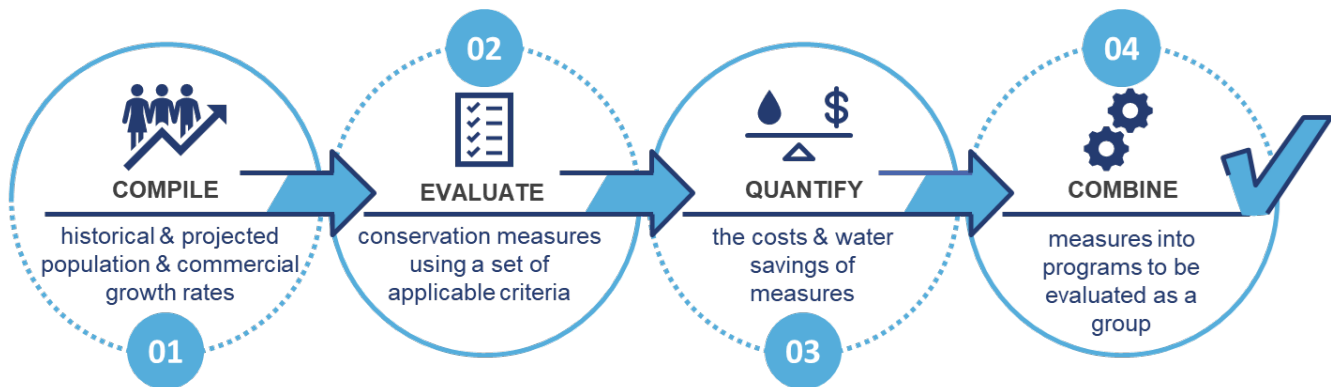 01
COMPILE
historical & projected
population & commercial
growth rates
02
EVALUATE
conservation measures
using a set of
applicable criteria
03
$
QUANTIFY
the costs & water
savings of
measures
04
COMBINE
measures into
programs to be
evaluated as a
group